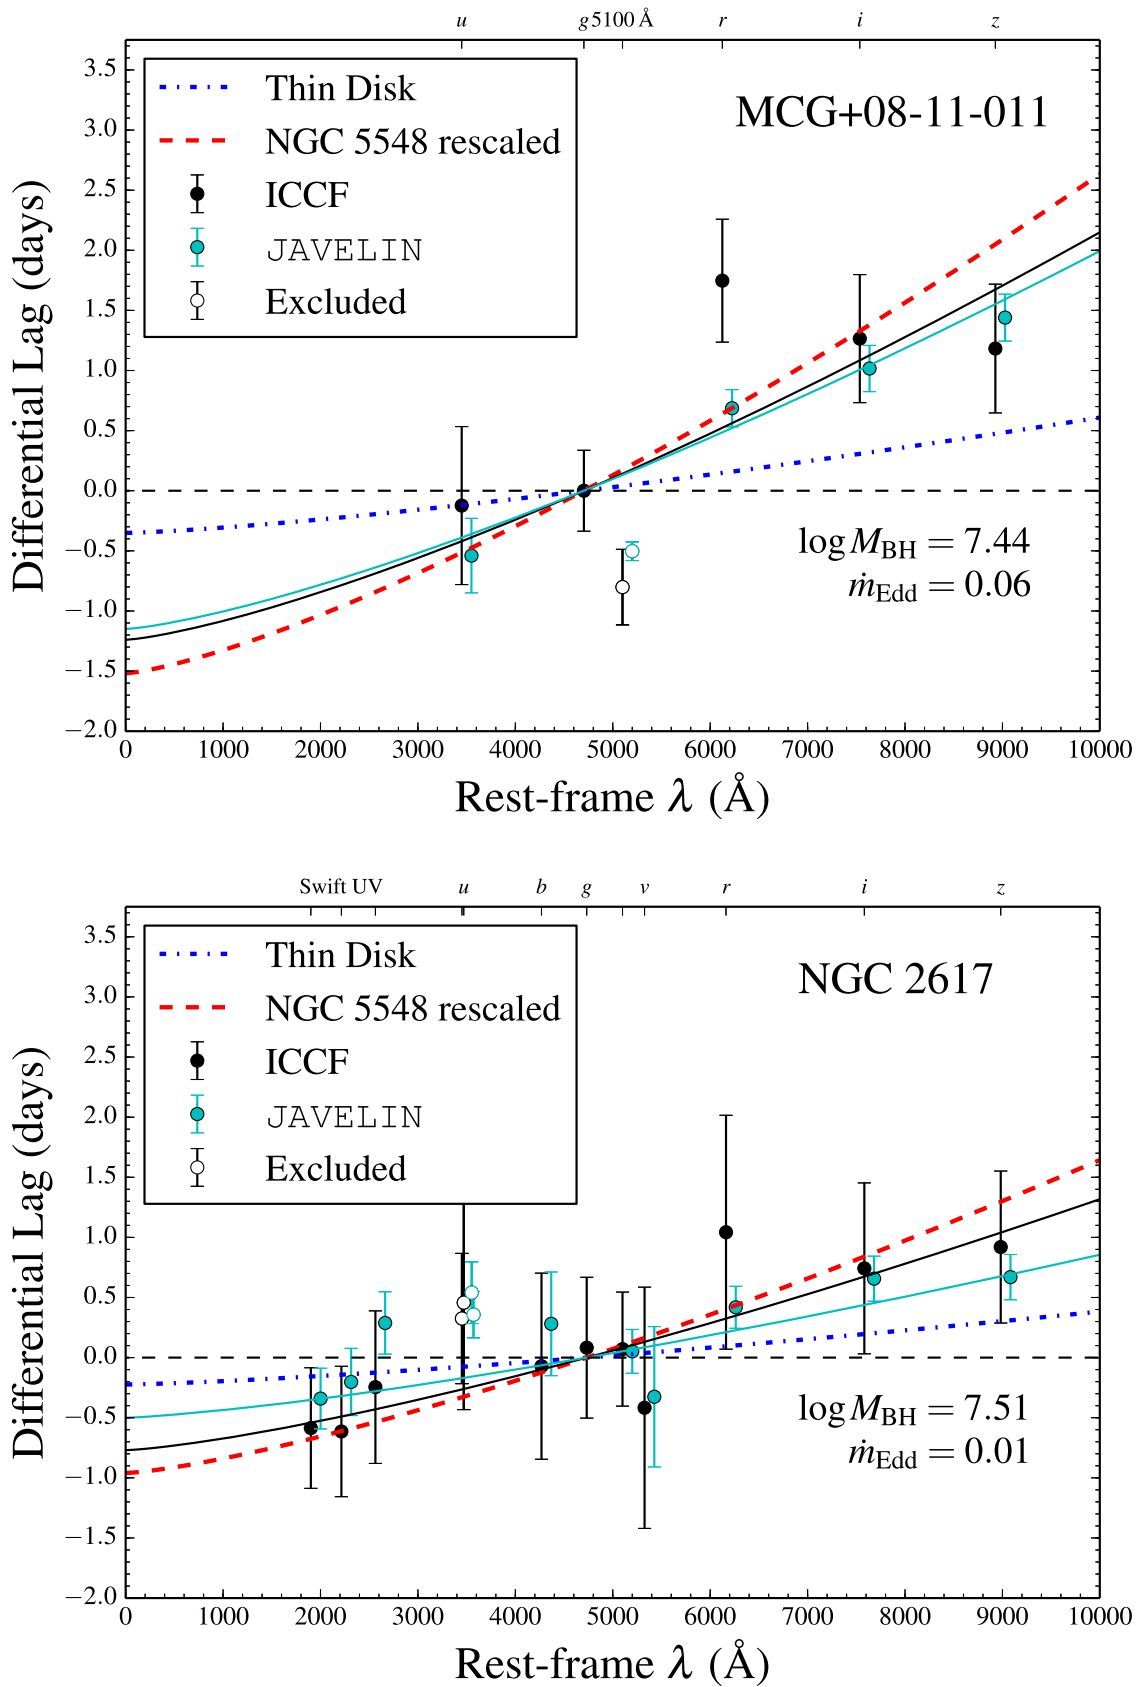 u g 5100 Å r i z
3.5
3.0
2.5
2.0
1.5
1.0
0.5
0.0
−0.5
−1.0
−1.5
−2.0
Differential Lag (days)
Thin Disk
NGC 5548 rescaled
ICCF
JAVELIN
Excluded
MCG+08-11-011
log M_BH = 7.44
ṁ_Edd = 0.06
0 1000 2000 3000 4000 5000 6000 7000 8000 9000 10000
Rest-frame λ (Å)
Swift UV u b g v r i z
3.5
3.0
2.5
2.0
1.5
1.0
0.5
0.0
−0.5
−1.0
−1.5
−2.0
Differential Lag (days)
Thin Disk
NGC 5548 rescaled
ICCF
JAVELIN
Excluded
NGC 2617
log M_BH = 7.51
ṁ_Edd = 0.01
0 1000 2000 3000 4000 5000 6000 7000 8000 9000 10000
Rest-frame λ (Å)